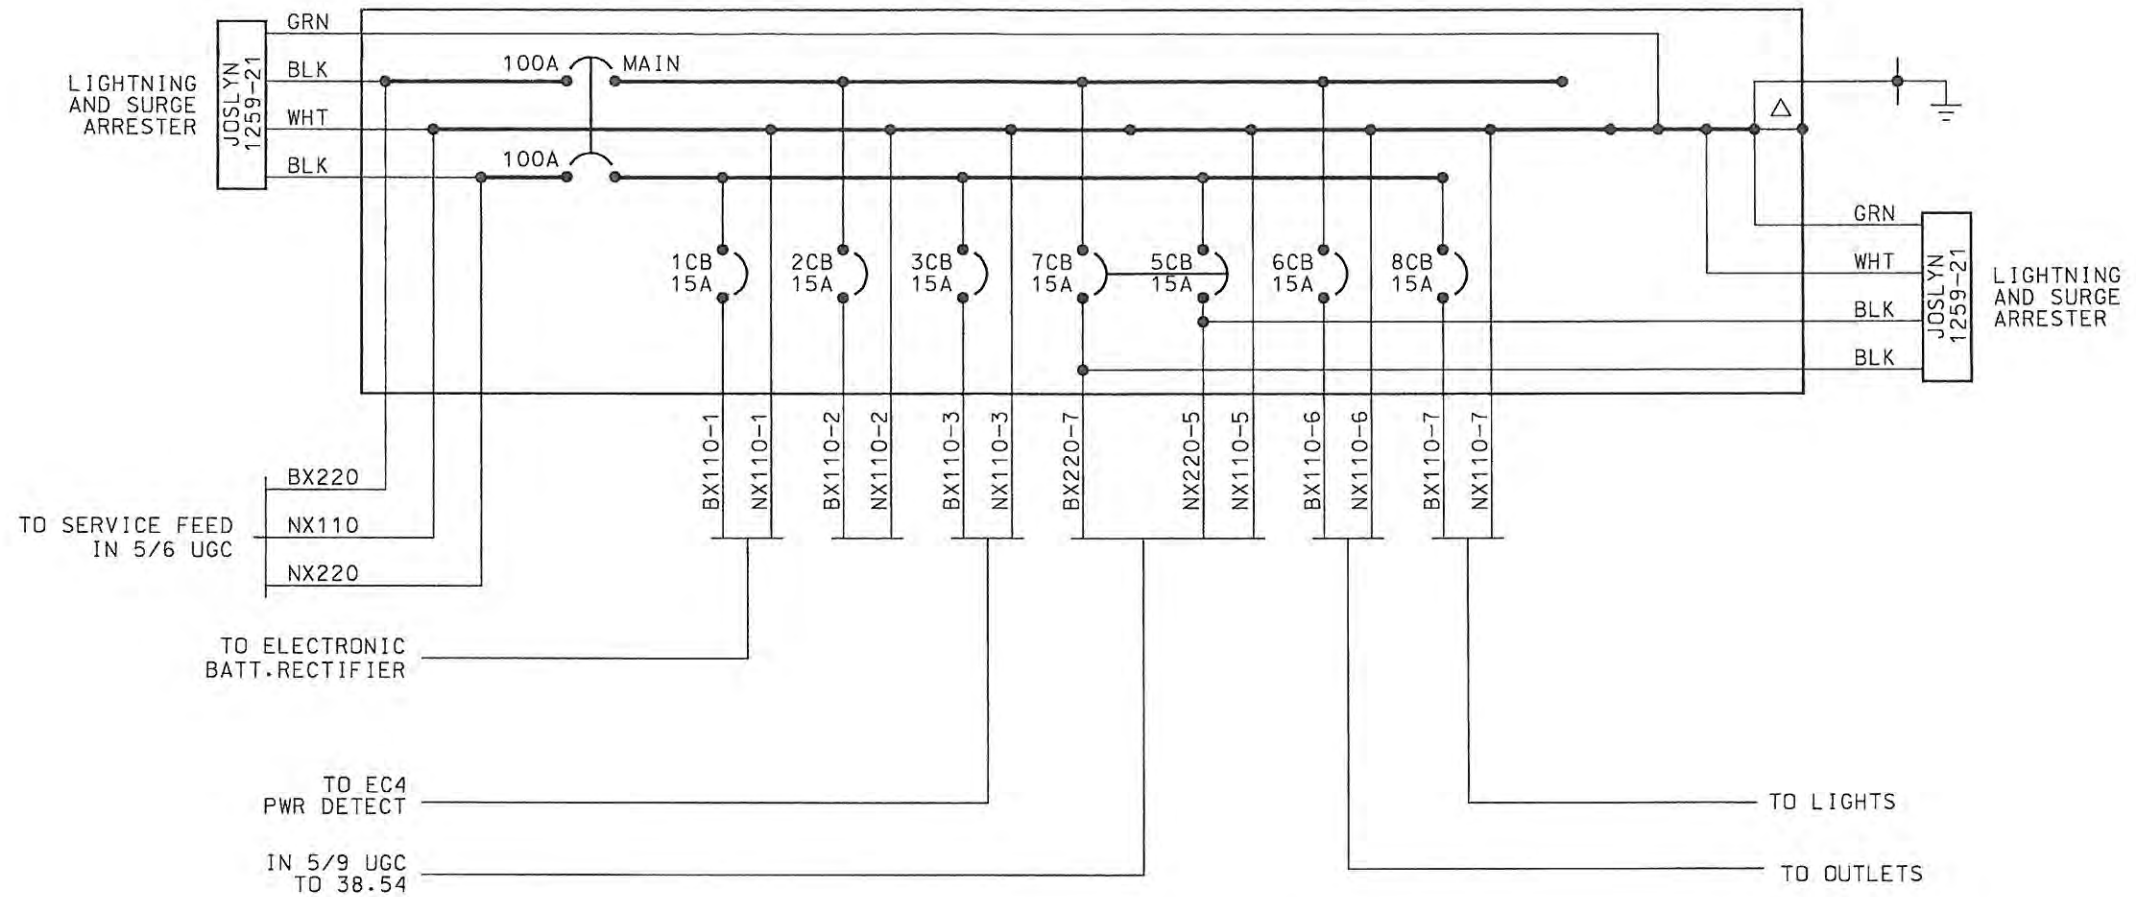 GRN
BLK
WHT
BLK
LIGHTNING
AND SURGE
ARRESTER
JOSLYN
1259-21
100A
MAIN
100A
1CB
15A
2CB
15A
3CB
15A
7CB
15A
5CB
15A
6CB
15A
8CB
15A
Δ
GRN
WHT
BLK
BLK
JOSLYN
1259-21
LIGHTNING
AND SURGE
ARRESTER
BX110-1
NX110-1
BX110-2
NX110-2
BX110-3
NX110-3
BX220-7
NX220-5
NX110-5
BX110-6
NX110-6
BX110-7
NX110-7
BX220
NX110
NX220
TO SERVICE FEED
IN 5/6 UGC
TO ELECTRONIC
BATT.RECTIFIER
TO EC4
PWR DETECT
IN 5/9 UGC
TO 38.54
TO LIGHTS
TO OUTLETS